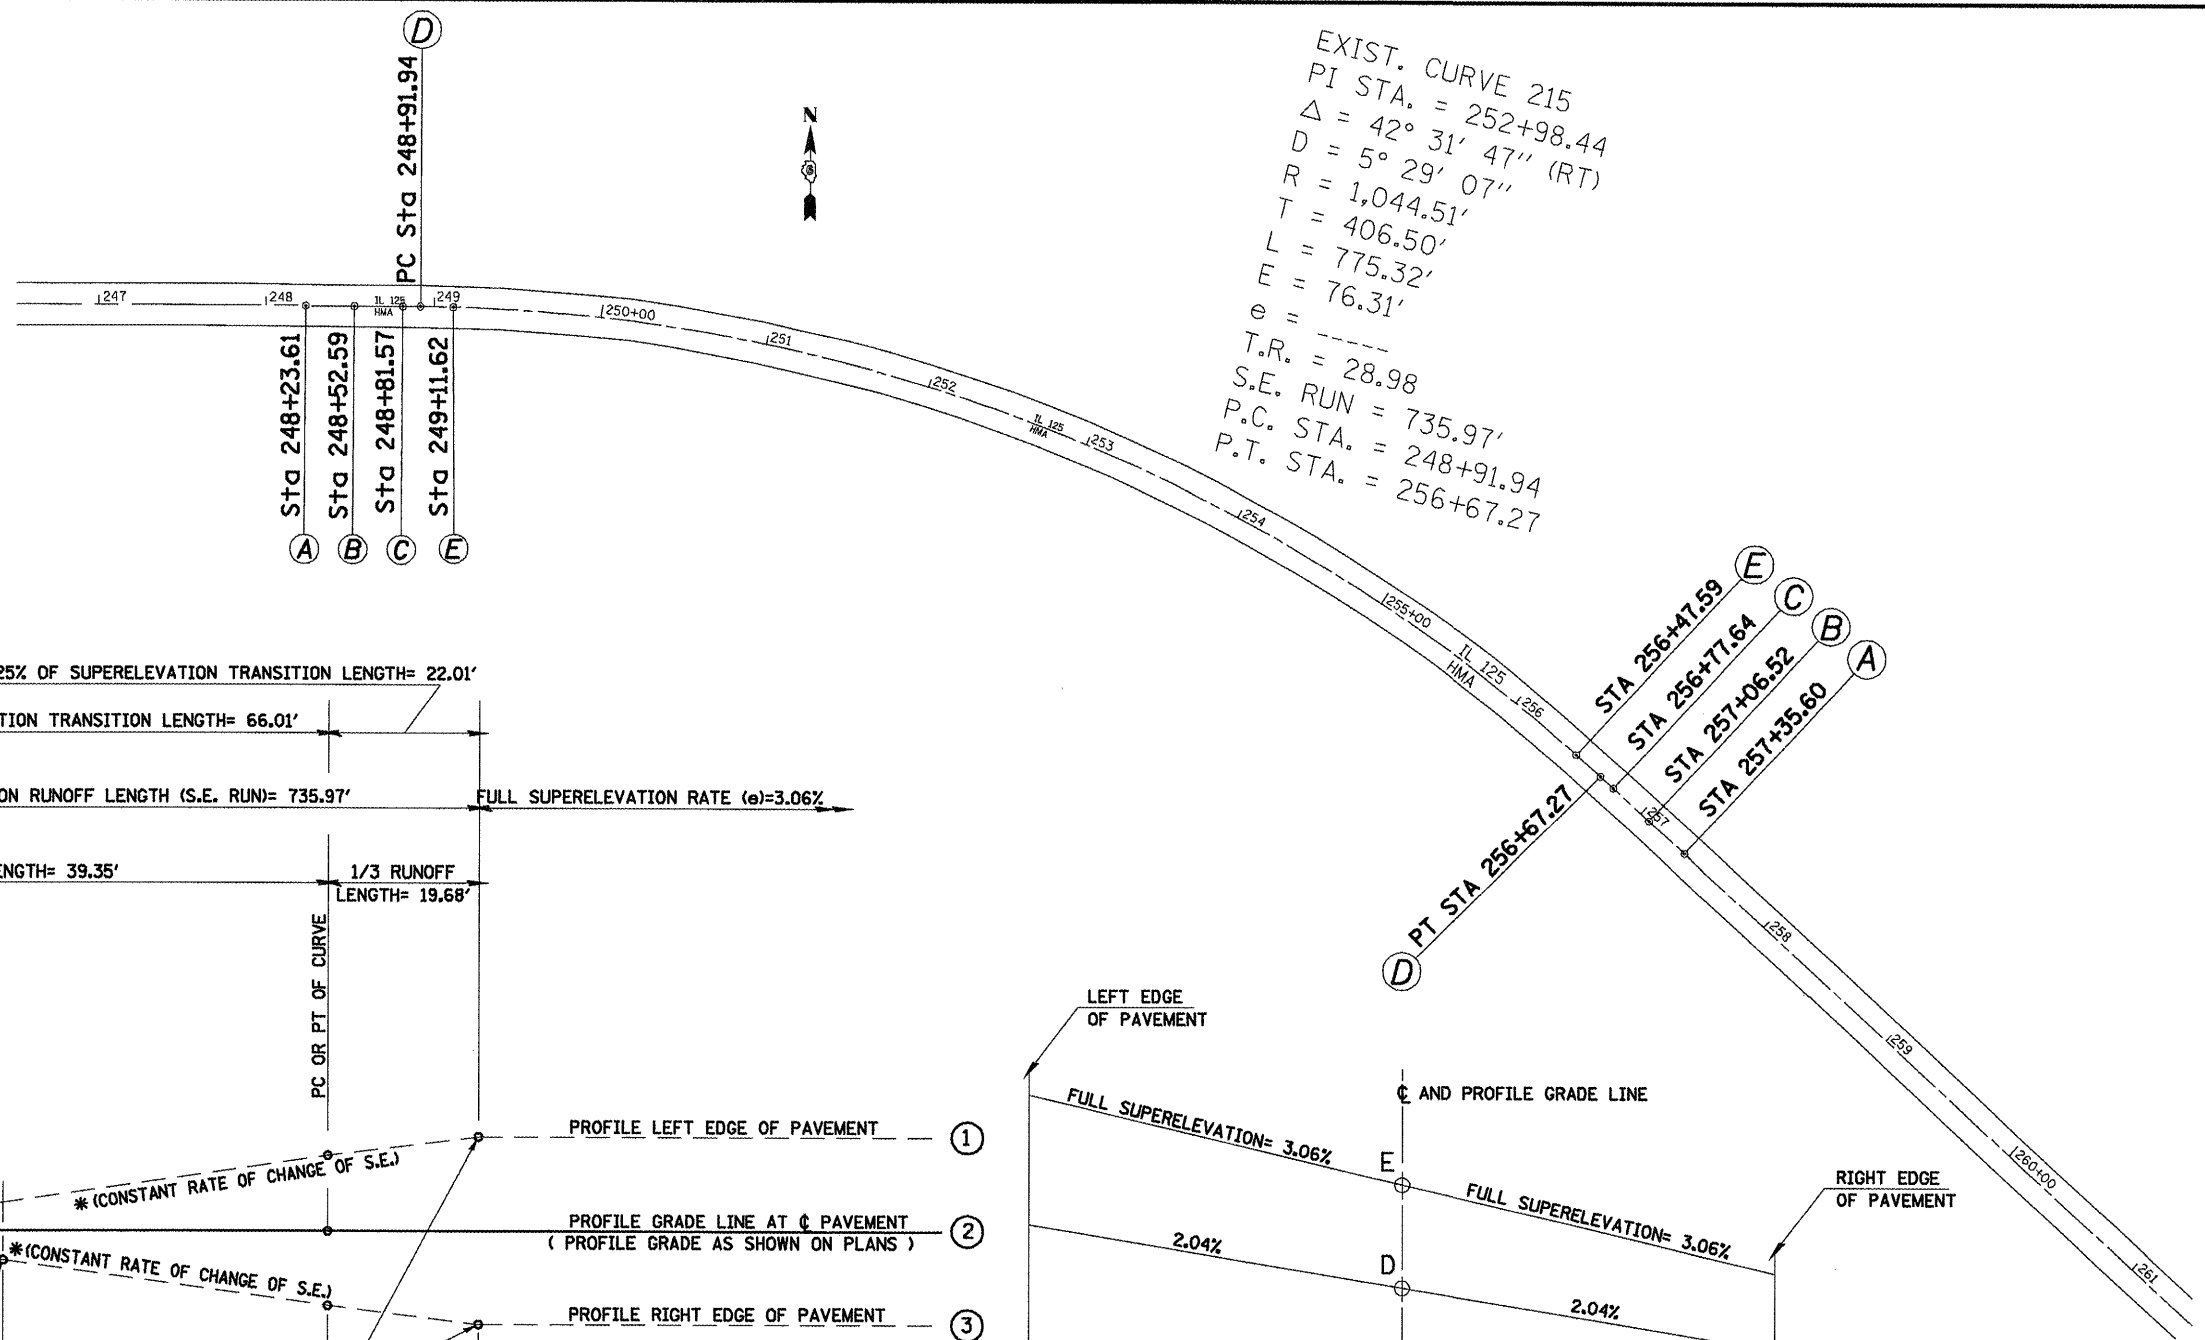 D
PC Sta 248+91.94
N
EXIST. CURVE 215
PI STA. = 252+98.44
Δ = 42° 31' 47" (RT)
D = 5° 29' 07"
R = 1,044.51'
T = 406.50'
L = 775.32'
E = 76.31'
e = -----
T.R. = 28.98
S.E. RUN = 735.97'
P.C. STA. = 248+91.94
P.T. STA. = 256+67.27
247
248
IL 125
HMA
249
250+00
251
252
IL 125
HMA
253
254
255+00
IL 125
HMA
256
257
258
259
260+00
261
Sta 248+23.61
Sta 248+52.59
Sta 248+81.57
Sta 249+11.62
A
B
C
E
E
C
B
A
STA 256+47.59
STA 256+77.64
STA 257+06.52
STA 257+35.60
PT STA 256+67.27
D
25% OF SUPERELEVATION TRANSITION LENGTH= 22.01'
TION TRANSITION LENGTH= 66.01'
ON RUNOFF LENGTH (S.E. RUN)= 735.97'
FULL SUPERELEVATION RATE (e)=3.06%
ENGTH= 39.35'
1/3 RUNOFF
LENGTH= 19.68'
PC OR PT OF CURVE
PROFILE LEFT EDGE OF PAVEMENT
1
* (CONSTANT RATE OF CHANGE OF S.E.)
PROFILE GRADE LINE AT ℄ PAVEMENT
2
( PROFILE GRADE AS SHOWN ON PLANS )
*(CONSTANT RATE OF CHANGE OF S.E.)
PROFILE RIGHT EDGE OF PAVEMENT
3
LEFT EDGE
OF PAVEMENT
℄ AND PROFILE GRADE LINE
FULL SUPERELEVATION= 3.06%
E
FULL SUPERELEVATION= 3.06%
RIGHT EDGE
OF PAVEMENT
2.04%
D
2.04%